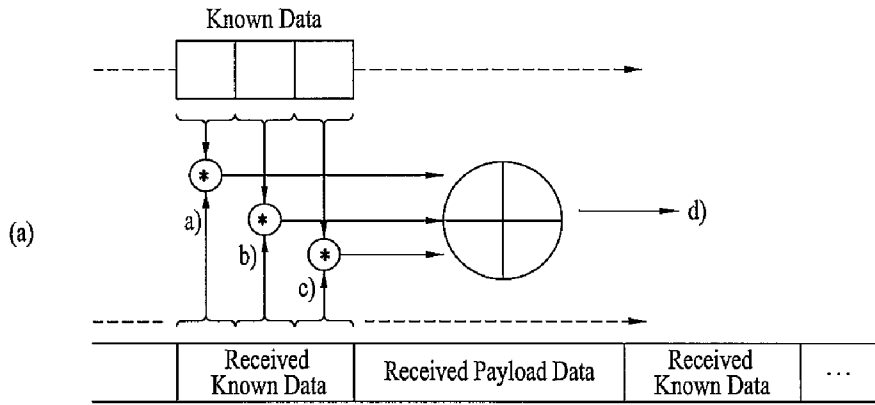 Known Data
*
a)
*
d)
(a)
b)
*
c)
Received Known Data
Received Payload Data
Received Known Data
...